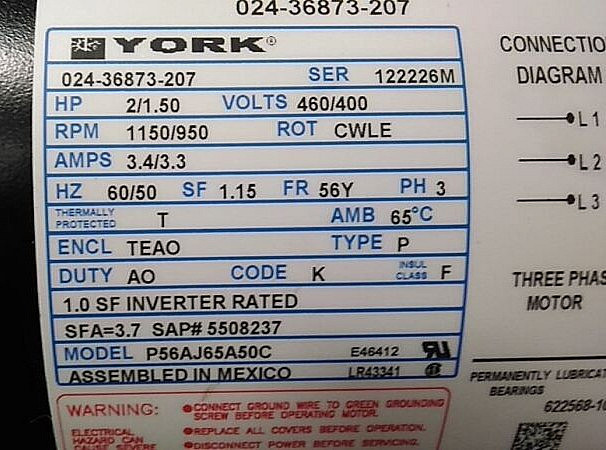 024-36873-207
YORK®
024-36873-207 SER 122226M
HP 2/1.50 VOLTS 460/400
RPM 1150/950 ROT CWLE
AMPS 3.4/3.3
HZ 60/50 SF 1.15 FR 56Y PH 3
THERMALLY PROTECTED T AMB 65°C
ENCL TEAO TYPE P
DUTY AO CODE K INSUL CLASS F
1.0 SF INVERTER RATED
SFA=3.7 SAP# 5508237
MODEL P56AJ65A50C E46412
ASSEMBLED IN MEXICO LR43341
WARNING:
ELECTRICAL
HAZARD CAN
CAUSE SEVERE
●CONNECT GROUND WIRE TO GREEN GROUNDING
SCREW BEFORE OPERATING MOTOR.
●REPLACE ALL COVERS BEFORE OPERATION.
●DISCONNECT POWER BEFORE SERVICING.
CONNECTIO
DIAGRAM
L1
L2
L3
THREE PHAS
MOTOR
PERMANENTLY LUBRICAT
BEARINGS
622568-10